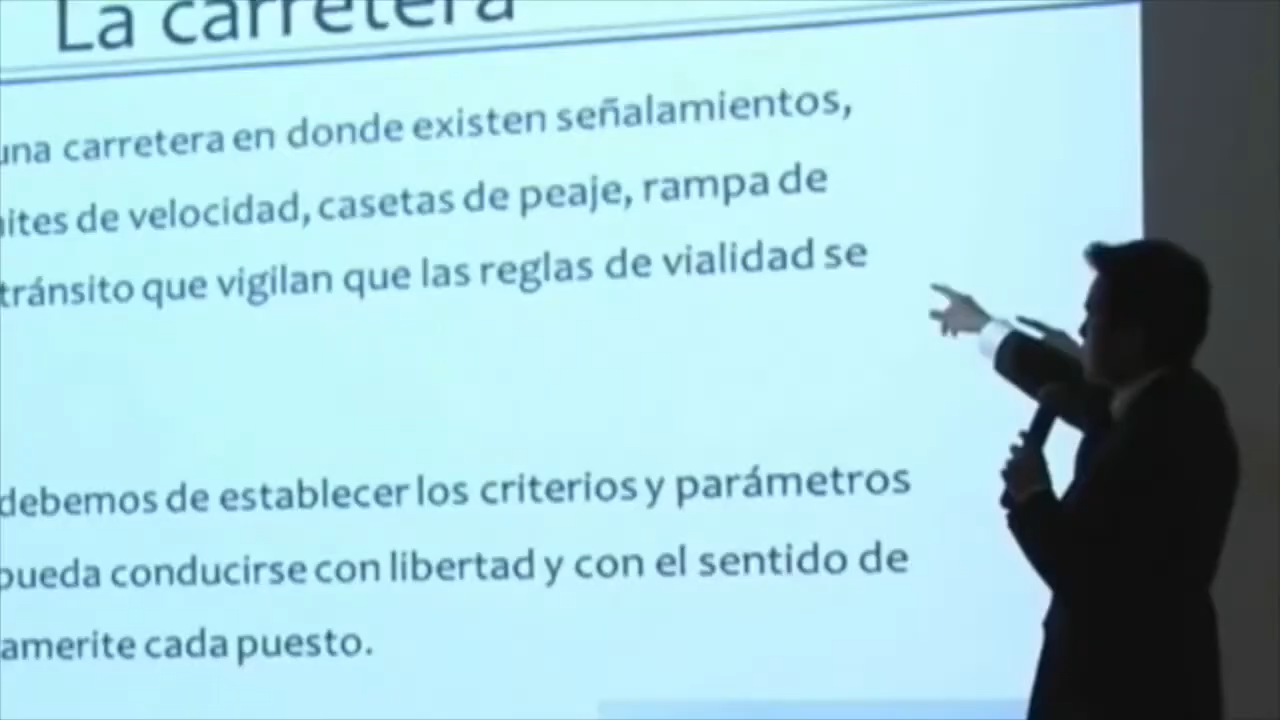 La carretera
una carretera en donde existen señalamientos,
ites de velocidad, casetas de peaje, rampa de
tránsito que vigilan que las reglas de vialidad se
debemos de establecer los criterios y parámetros
pueda conducirse con libertad y con el sentido de
amerite cada puesto.